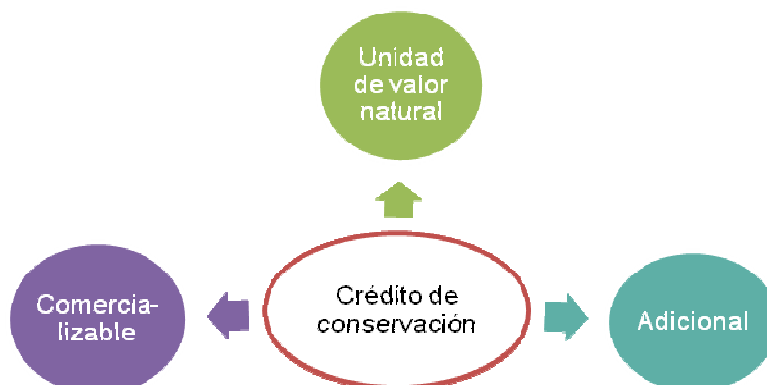 Unidad
de valor
natural
Crédito de
conservación
Comercia-
lizable
Adicional